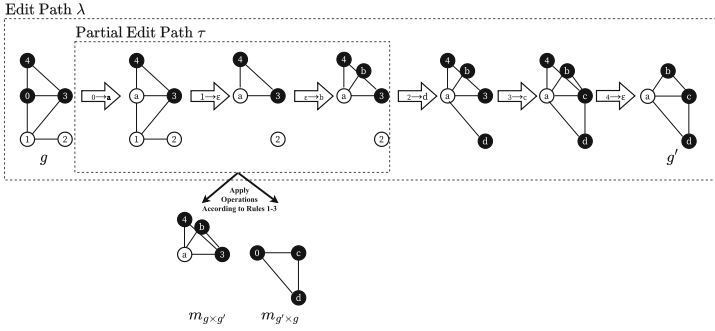 Edit Path λ
Partial Edit Path τ
4 4 4 4 b 4 b 4 b b
0 3 0→a a 3 1→ε a 3 ε→b a 3 2→d a 3 3→c a c 4→ε a c
1 2 1 2 2 2 d d d
g g′
Apply
Operations
According to Rules 1-3
4 b
a 3 0 c
d
m g×g′ m g′×g